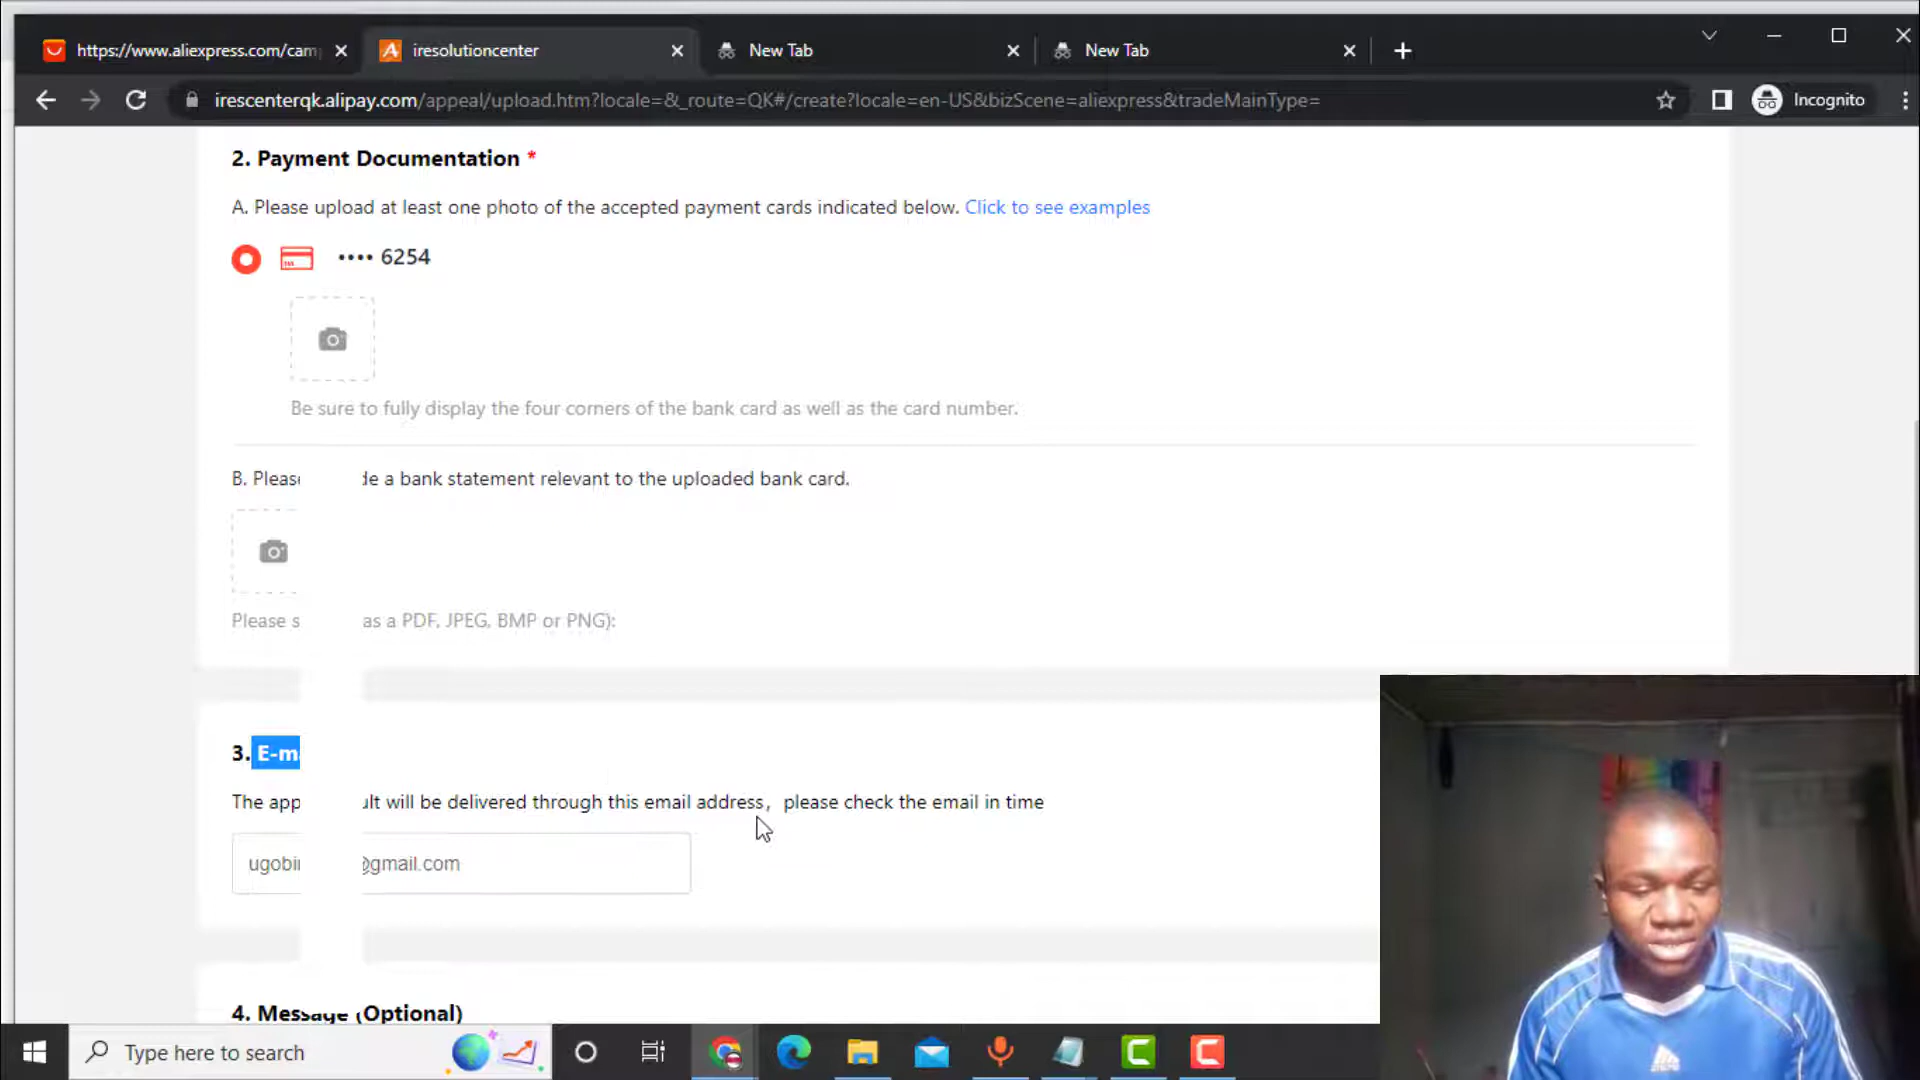 https://www.aliexpress.com/cam
iresolutioncenter
New Tab
New Tab
irescenterqk.alipay.com/appeal/upload.htm?locale=&_route=QK#/create?locale=en-US&bizScene=aliexpress&tradeMainType=
Incognito
2. Payment Documentation *
A. Please upload at least one photo of the accepted payment cards indicated below. Click to see examples
•••• 6254
Be sure to fully display the four corners of the bank card as well as the card number.
B. Please de a bank statement relevant to the uploaded bank card.
Please s as a PDF, JPEG, BMP or PNG):
3. E-m
The app ult will be delivered through this email address, please check the email in time
ugobi @gmail.com
4. Message (Optional)
Type here to search